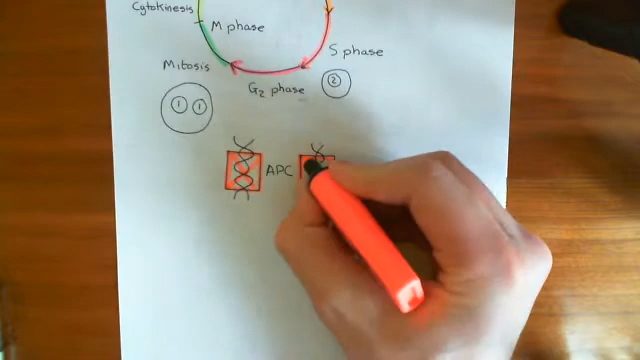 Cytokinesis
M phase
S phase
Mitosis
G2 phase
2
1 1
APC